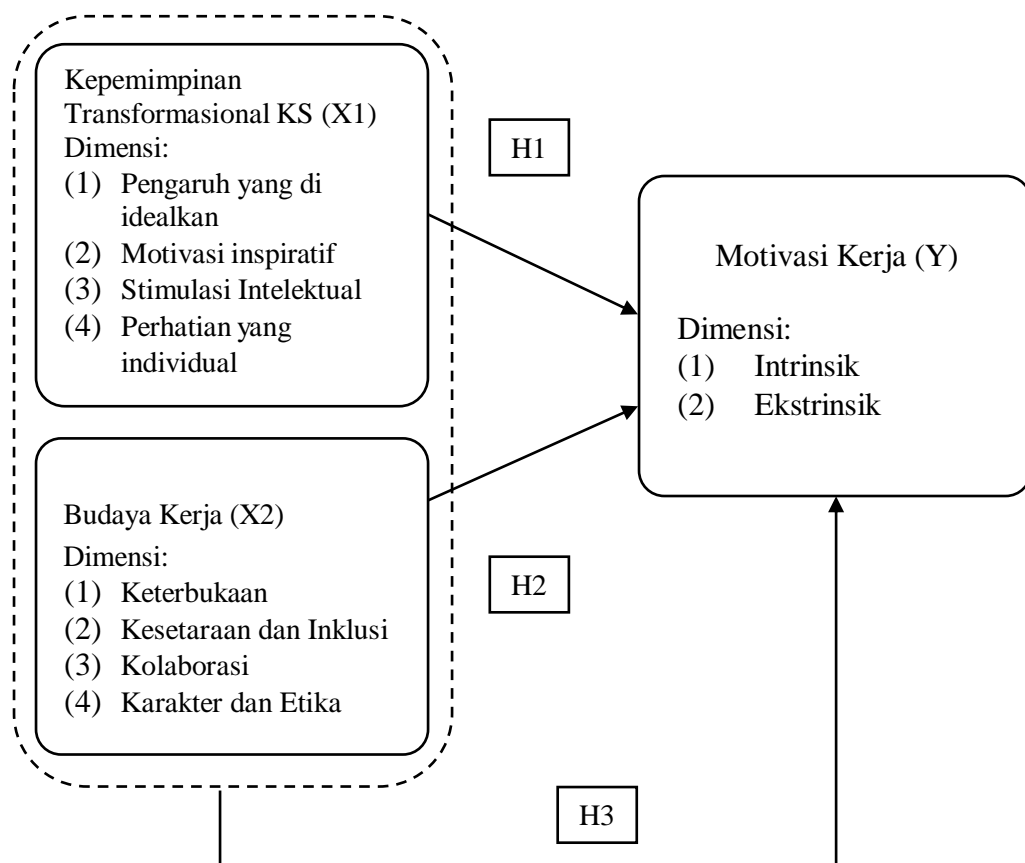 Kepemimpinan
Transformasional KS (X1)
Dimensi:
(1) Pengaruh yang di
idealkan
(2) Motivasi inspiratif
(3) Stimulasi Intelektual
(4) Perhatian yang
individual
H1
Motivasi Kerja (Y)
Dimensi:
(1) Intrinsik
(2) Ekstrinsik
Budaya Kerja (X2)
Dimensi:
(1) Keterbukaan
(2) Kesetaraan dan Inklusi
(3) Kolaborasi
(4) Karakter dan Etika
H2
H3